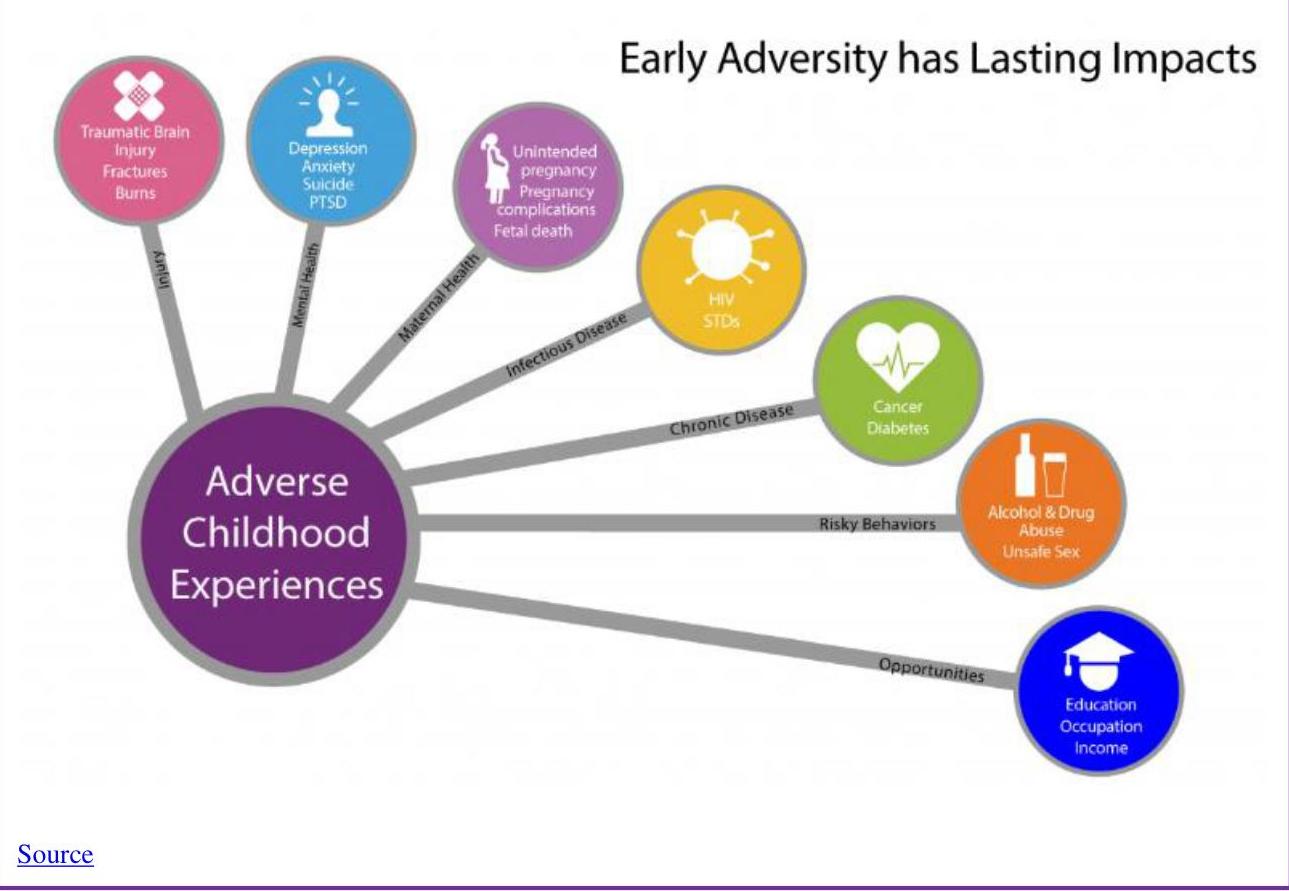 Early Adversity has Lasting Impacts
Traumatic Brain
Injury
Fractures
Burns
Injury
Depression
Anxiety
Suicide
PTSD
Mental Health
Unintended
pregnancy
Pregnancy
complications
Fetal death
Maternal Health
HIV
STDs
Infectious Disease
Cancer
Diabetes
Chronic Disease
Alcohol & Drug
Abuse
Unsafe Sex
Risky Behaviors
Education
Occupation
Income
Opportunities
Adverse
Childhood
Experiences
Source